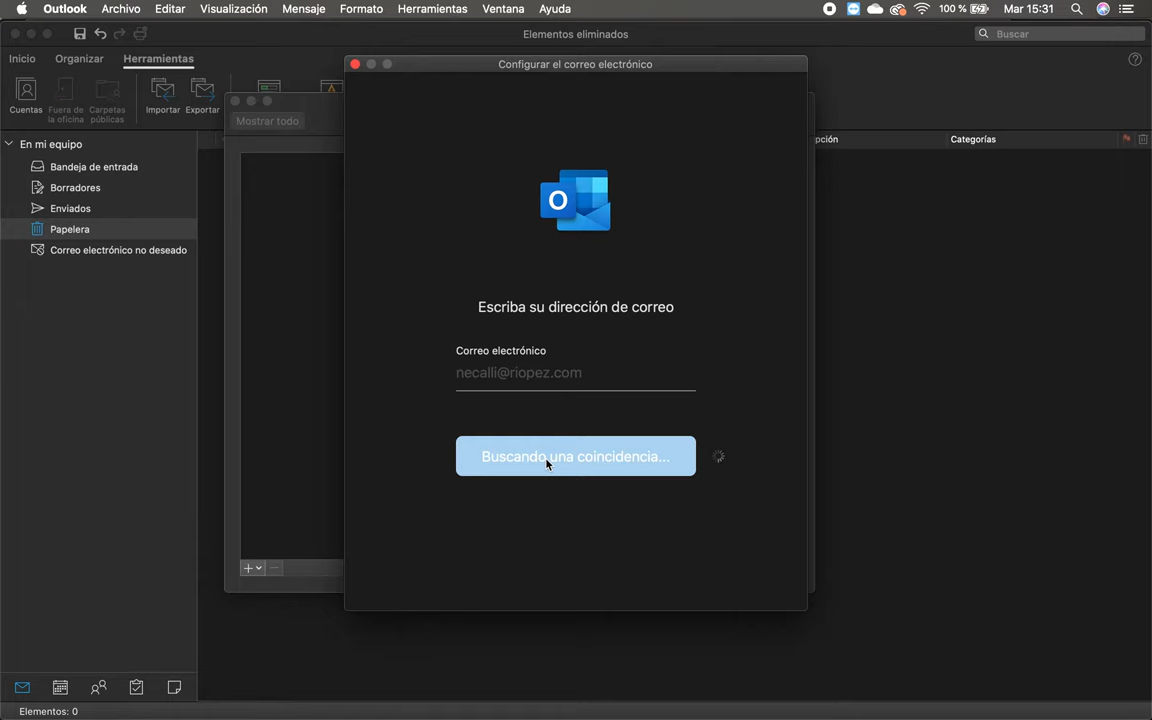 Outlook Archivo Editar Visualización Mensaje Formato Herramientas Ventana Ayuda 100 % Mar 15:31
Elementos eliminados
Buscar
Inicio Organizar Herramientas
Cuentas Fuera de la oficina Carpetas públicas Importar Exportar
Configurar el correo electrónico
Mostrar todo
En mi equipo
Bandeja de entrada
Borradores
Enviados
Papelera
Correo electrónico no deseado
pción Categorías
O
Escriba su dirección de correo
Correo electrónico
necalli@riopez.com
Buscando una coincidencia...
Elementos: 0